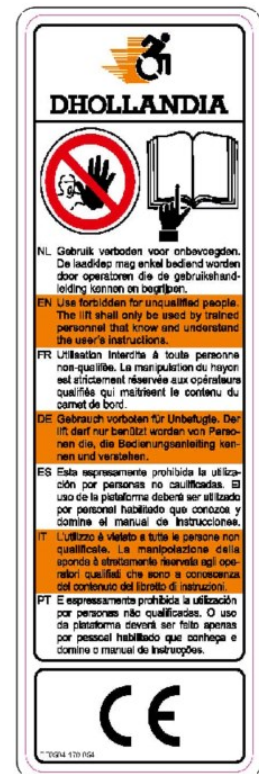 DHOLLANDIA
NL Gebruik verboden voor onbevoegden.
De laadklep mag enkel bediend worden
door operatoren die de gebruikshand-
leiding kennen en begrijpen.
EN Use forbidden for unqualified people.
The lift shall only be used by trained
personnel that know and understand
the user's instructions.
FR Utilisation interdite à toute personne
non-qualifiée. La manipulation du hayon
est strictement réservée aux opérateurs
qualifiés qui maîtrisent le contenu du
carnet de bord.
DE Gebrauch verboten für Unbefugte. Der
lift darf nur benützt worden von Perso-
nen die, die Bedienungsanleitung ken-
nen und verstehen.
ES Esta espresamente prohibida la utiliza-
ción por personas no caulificadas. El
uso de la plataforma deberá ser utilizado
por personal habilitado que conozca y
domine el manual de instrucciones.
IT L'utilizzo è vietato a tutte le persone non
qualificate. La manipolazione della
sponda è strettamente riservata agli ope-
ratori qualificati che sono a conoscenza
del contenuto del libretto di instruzioni.
PT E espressamente prohibida la utilización
por personas não qualificadas. O uso
da plataforma deverá ser feito apenas
por pessoal habilitado que conheça e
domine o manual de instrucções.
CE